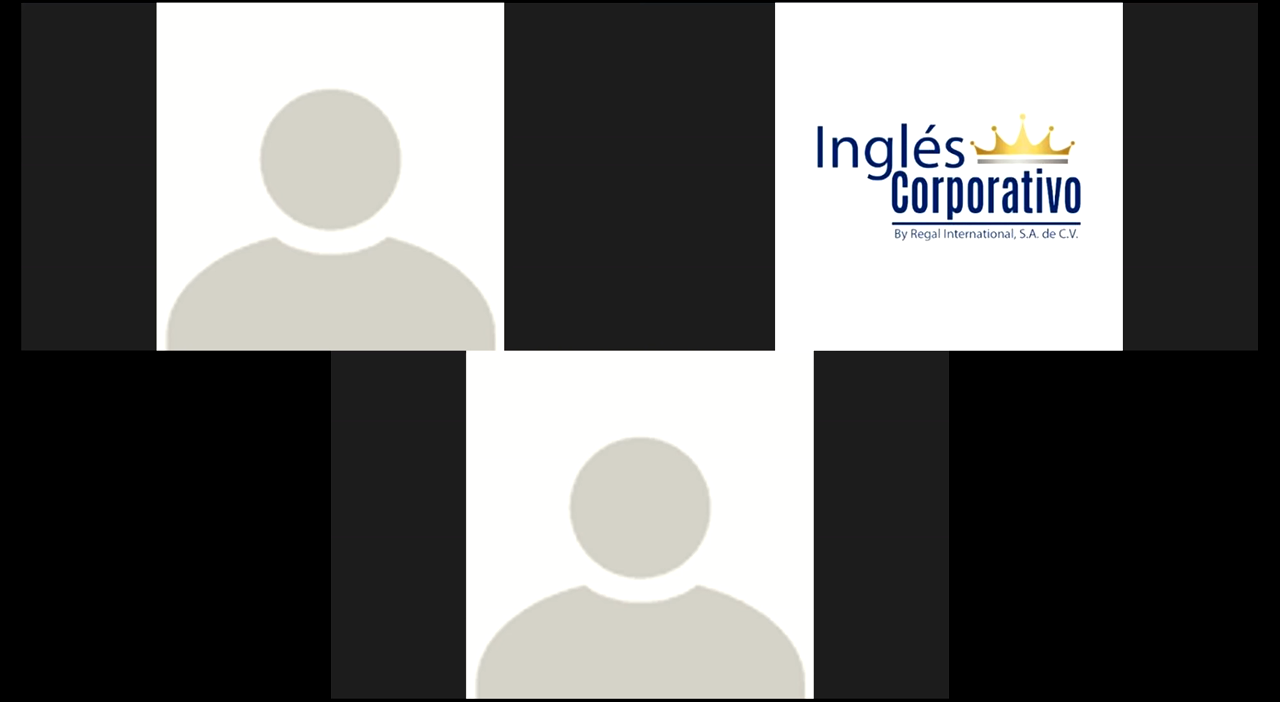 Inglés
Corporativo
By Regal International, S.A. de C.V.